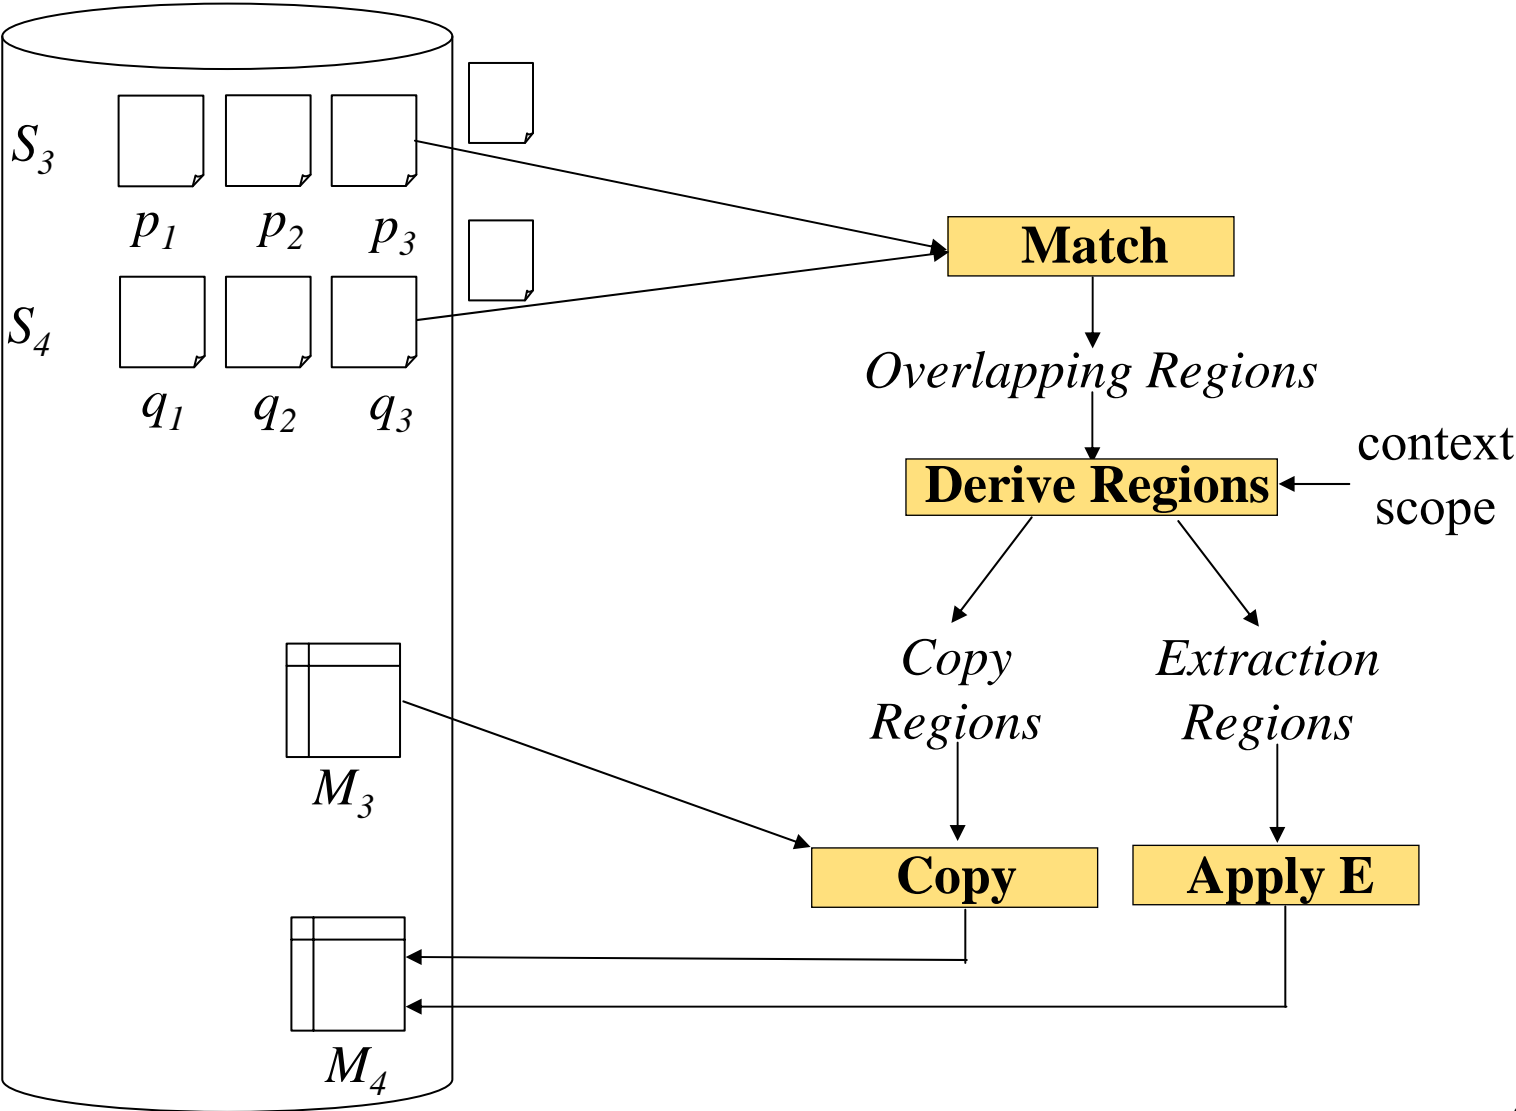 S3
p1 p2 p3
S4
q1 q2 q3
Match
Overlapping Regions
Derive Regions
context
scope
Copy
Regions
Extraction
Regions
M3
Copy
Apply E
M4